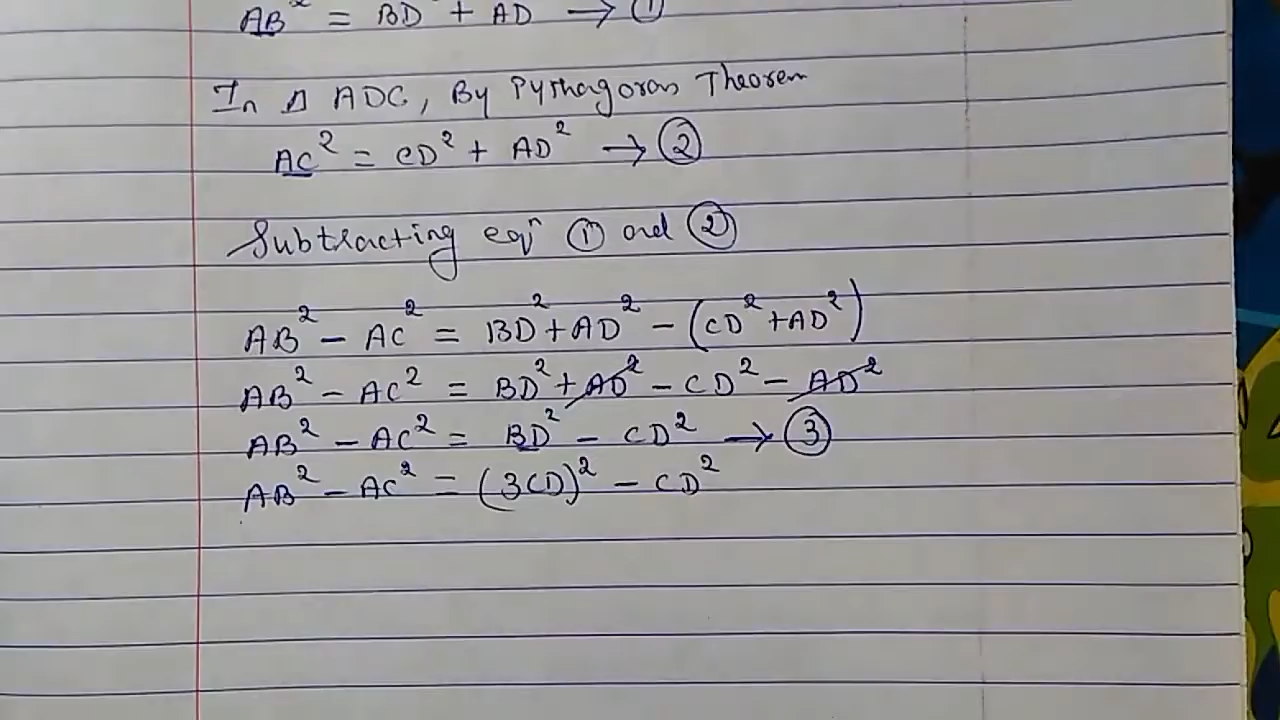 AB² = BD² + AD → ①
In △ ADC, By Pythagoras Theorem
AC² = CD² + AD² → ②
Subtracting eqⁿ ① and ②
AB² - AC² = BD² + AD² - (CD² + AD²)
AB² - AC² = BD² + AD² - CD² - AD²
AB² - AC² = BD² - CD² → ③
AB² - AC² = (3CD)² - CD²